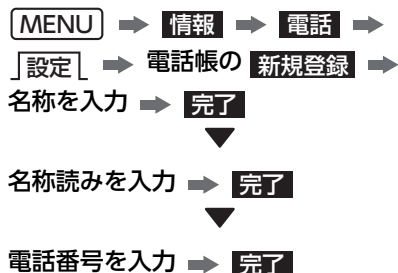 MENU ➡ 情報 ➡ 電話 ➡
設定 ➡ 電話帳の 新規登録 ➡
名称を入力 ➡ 完了
▼
名称読みを入力 ➡ 完了
▼
電話番号を入力 ➡ 完了